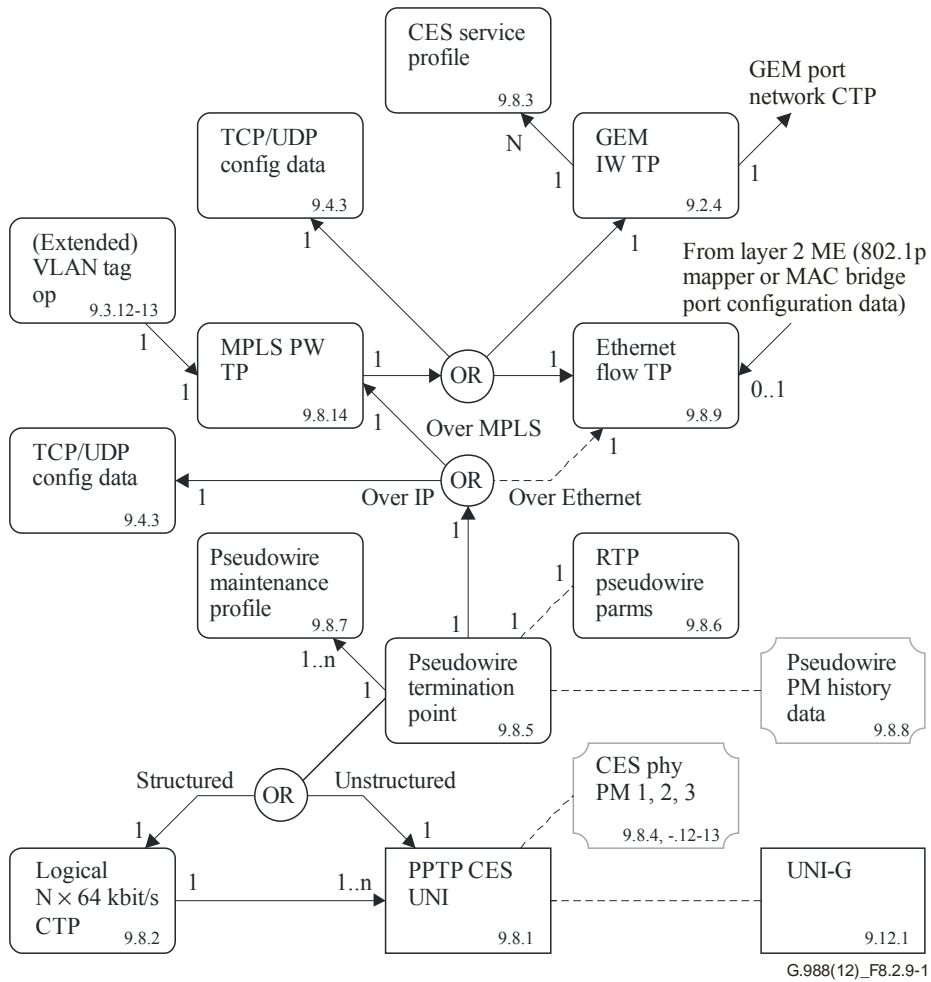 CES service
profile
9.8.3
GEM port
network CTP
TCP/UDP
config data
9.4.3
N
1
GEM
IW TP
9.2.4
1
1
1
(Extended)
VLAN tag
op
9.3.12-13
From layer 2 ME (802.1p
mapper or MAC bridge
port configuration data)
1
1
MPLS PW
TP
9.8.14
1
OR
1
Ethernet
flow TP
9.8.9
0..1
1
Over MPLS
1
TCP/UDP
config data
9.4.3
1
Over IP
OR
Over Ethernet
1
Pseudowire
maintenance
profile
9.8.7
1
1
1
RTP
pseudowire
parms
9.8.6
1..n
1
Pseudowire
termination
point
9.8.5
Pseudowire
PM history
data
9.8.8
Structured
OR
Unstructured
CES phy
PM 1, 2, 3
9.8.4, -.12-13
1
1
Logical
N × 64 kbit/s
CTP
9.8.2
1
1..n
PPTP CES
UNI
9.8.1
UNI-G
9.12.1
G.988(12)_F8.2.9-1